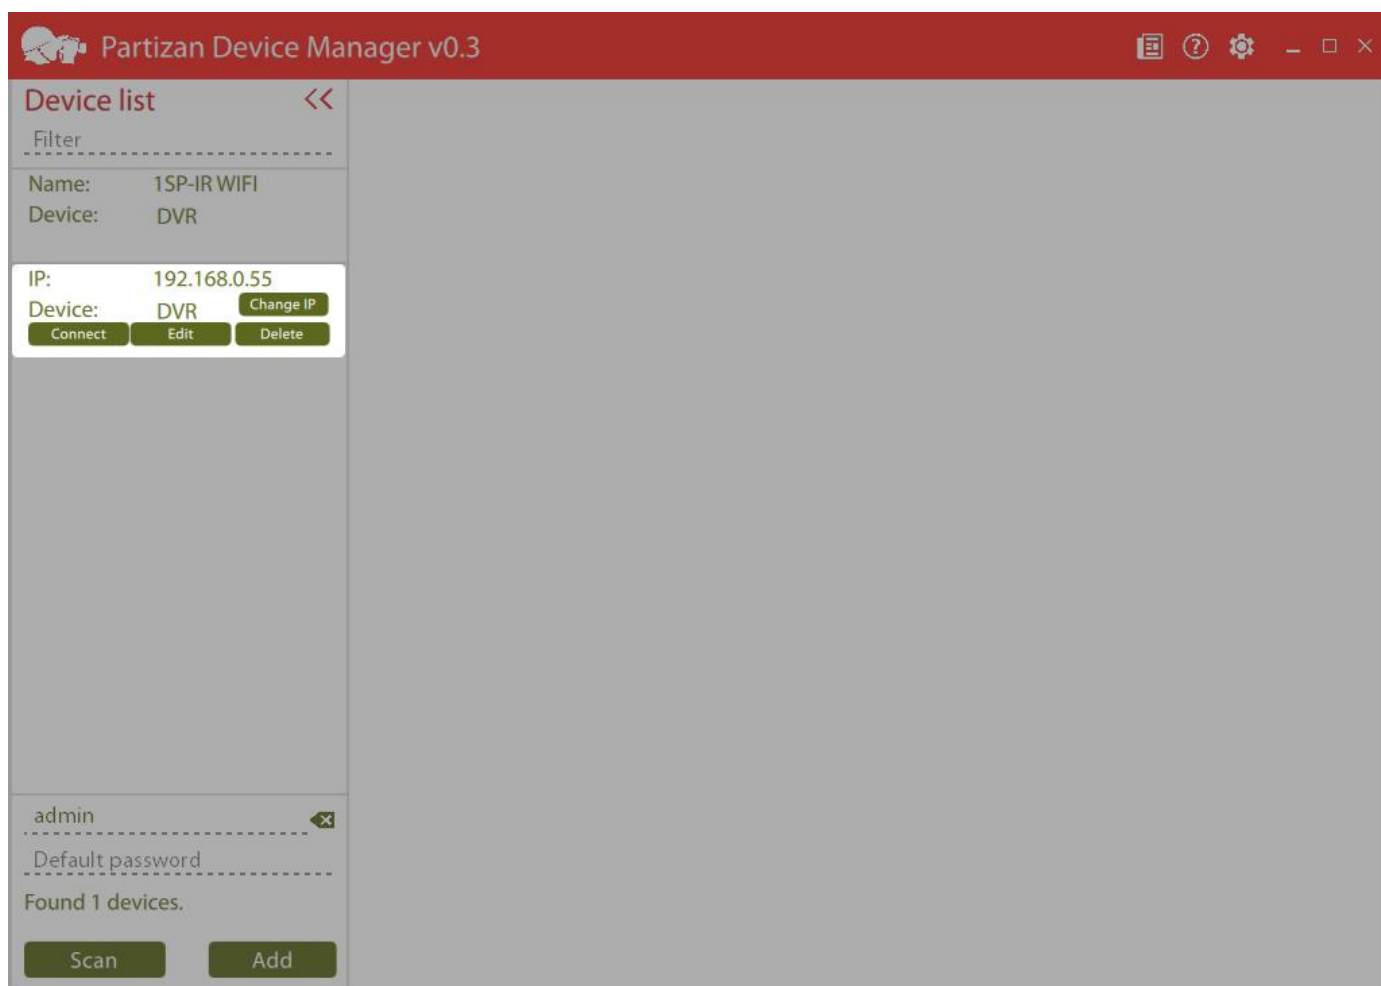 Partizan Device Manager v0.3
Device list <<
Filter
Name: 1SP-IR WIFI
Device: DVR
IP: 192.168.0.55
Device: DVR Change IP
Connect Edit Delete
admin
Default password
Found 1 devices.
Scan Add